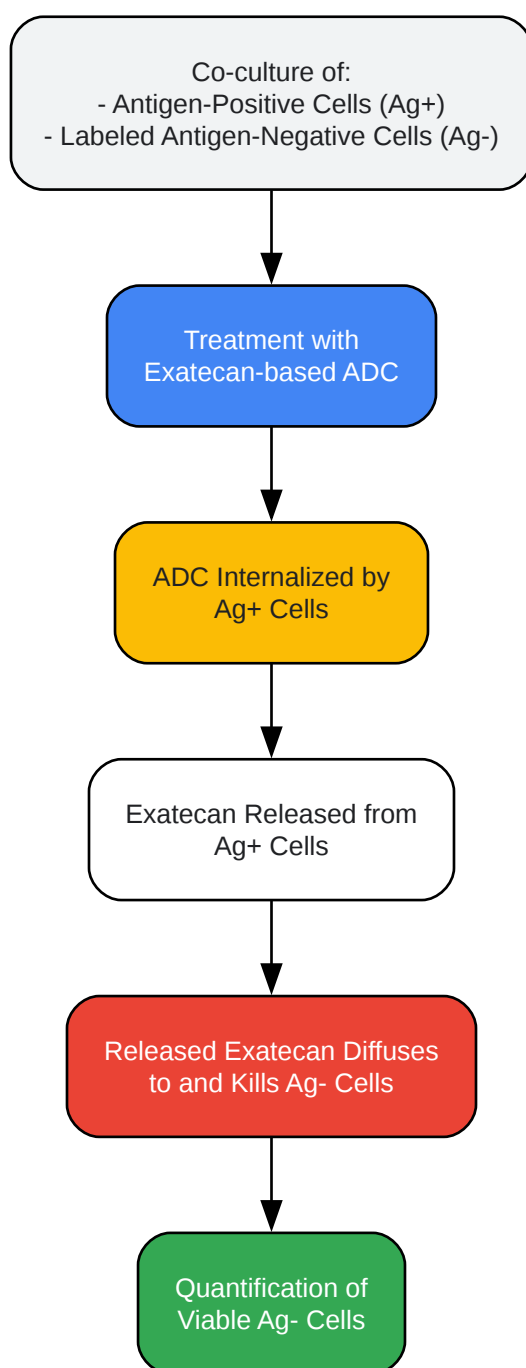 Co-culture of:
- Antigen-Positive Cells (Ag+)
- Labeled Antigen-Negative Cells (Ag-)
Treatment with
Exatecan-based ADC
ADC Internalized by
Ag+ Cells
Exatecan Released from
Ag+ Cells
Released Exatecan Diffuses
to and Kills Ag- Cells
Quantification of
Viable Ag- Cells